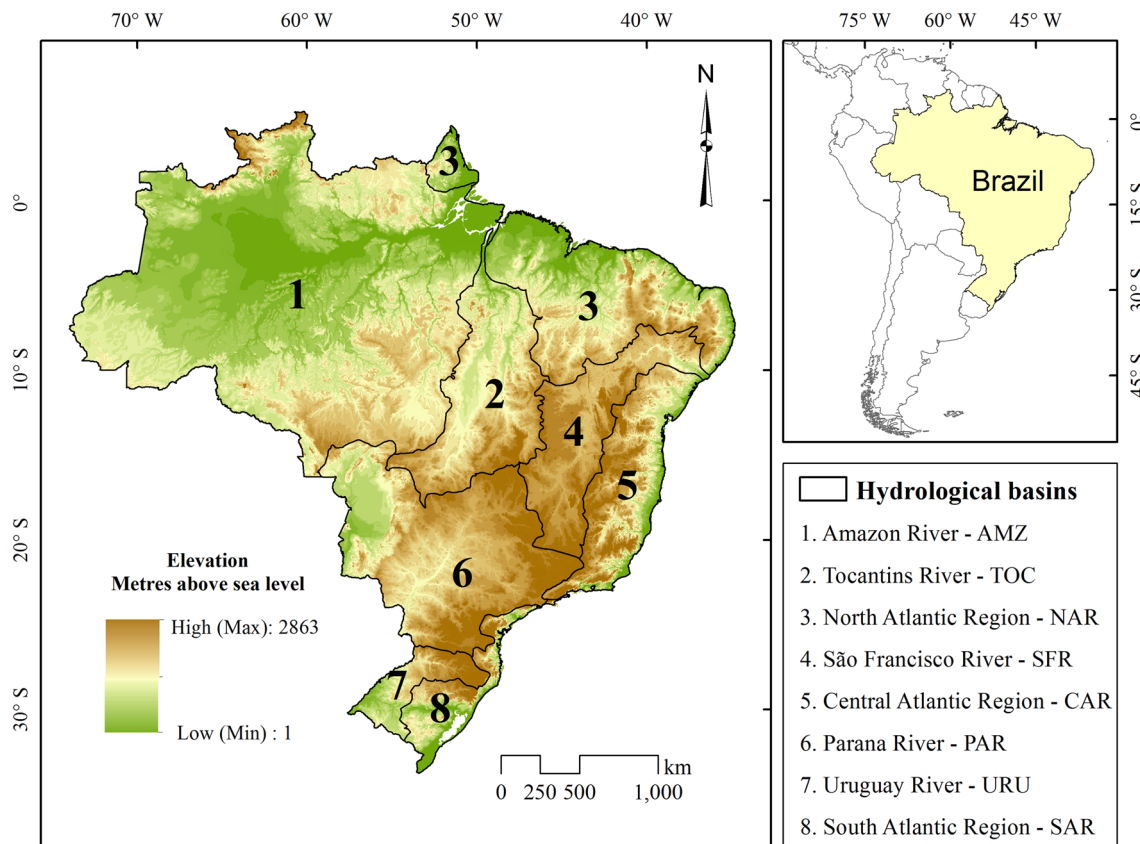 70° W
60° W
50° W
40° W
75° W
60° W
45° W
N
0°
10° S
20° S
30° S
0°
15° S
30° S
45° S
3
1
3
2
4
5
6
7
8
Brazil
Elevation
Metres above sea level
High (Max): 2863
Low (Min) : 1
km
0 250 500 1,000
Hydrological basins
1. Amazon River - AMZ
2. Tocantins River - TOC
3. North Atlantic Region - NAR
4. São Francisco River - SFR
5. Central Atlantic Region - CAR
6. Parana River - PAR
7. Uruguay River - URU
8. South Atlantic Region - SAR